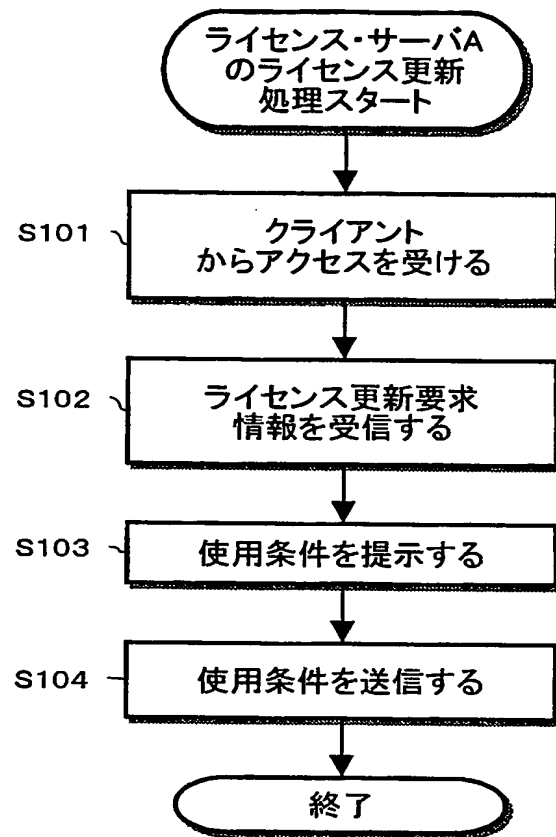 ライセンス・サーバA
のライセンス更新
処理スタート
S101
クライアント
からアクセスを受ける
S102
ライセンス更新要求
情報を受信する
S103
使用条件を提示する
S104
使用条件を送信する
終了